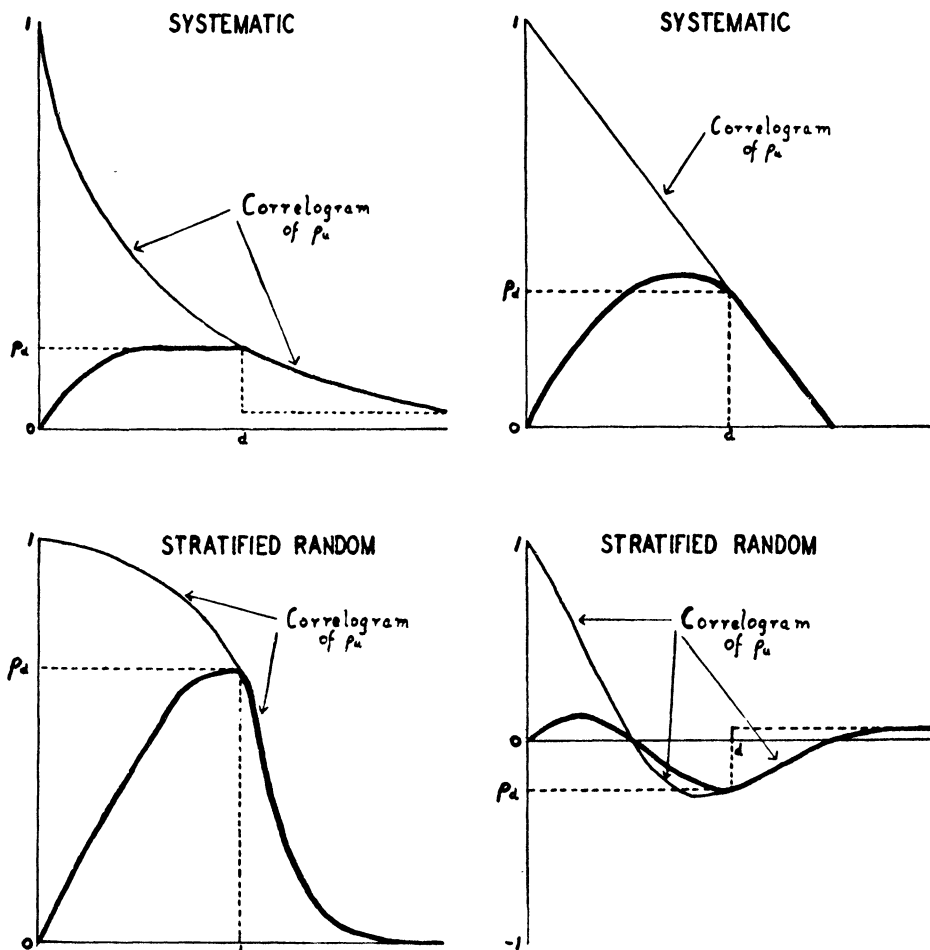 SYSTEMATIC
1
Correlogram
of ρu
ρd
0
d
SYSTEMATIC
1
Correlogram
of ρu
ρd
0
d
STRATIFIED RANDOM
1
Correlogram
of ρu
ρd
0
STRATIFIED RANDOM
1
Correlogram
of ρu
0
d
ρd
-1